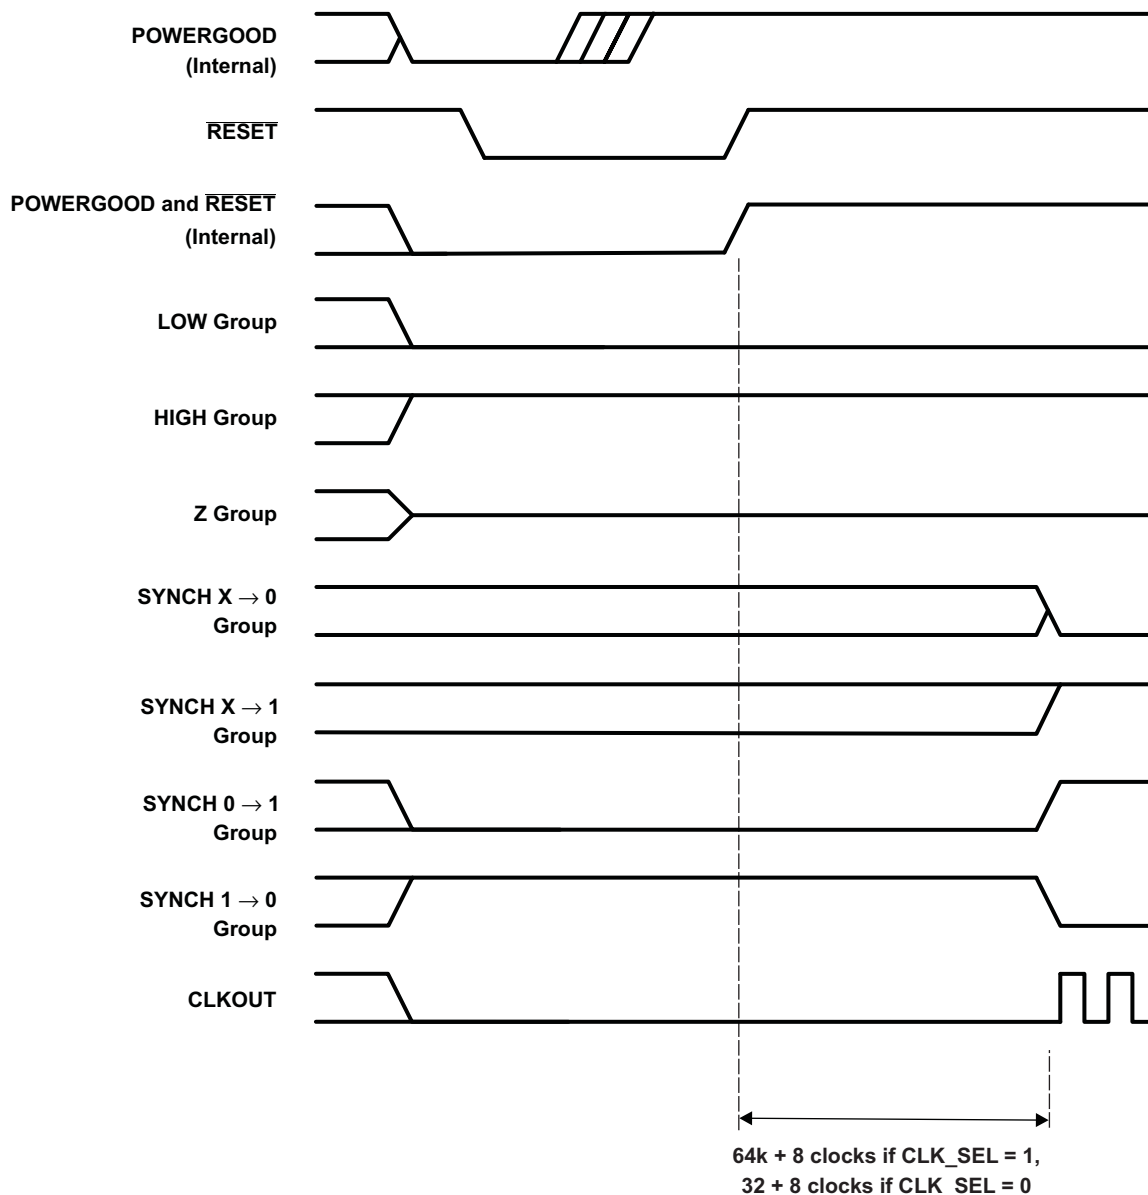 POWERGOOD
(Internal)
RESET
POWERGOOD and RESET
(Internal)
LOW Group
HIGH Group
Z Group
SYNCH X → 0
Group
SYNCH X → 1
Group
SYNCH 0 → 1
Group
SYNCH 1 → 0
Group
CLKOUT
64k + 8 clocks if CLK_SEL = 1,
32 + 8 clocks if CLK_SEL = 0